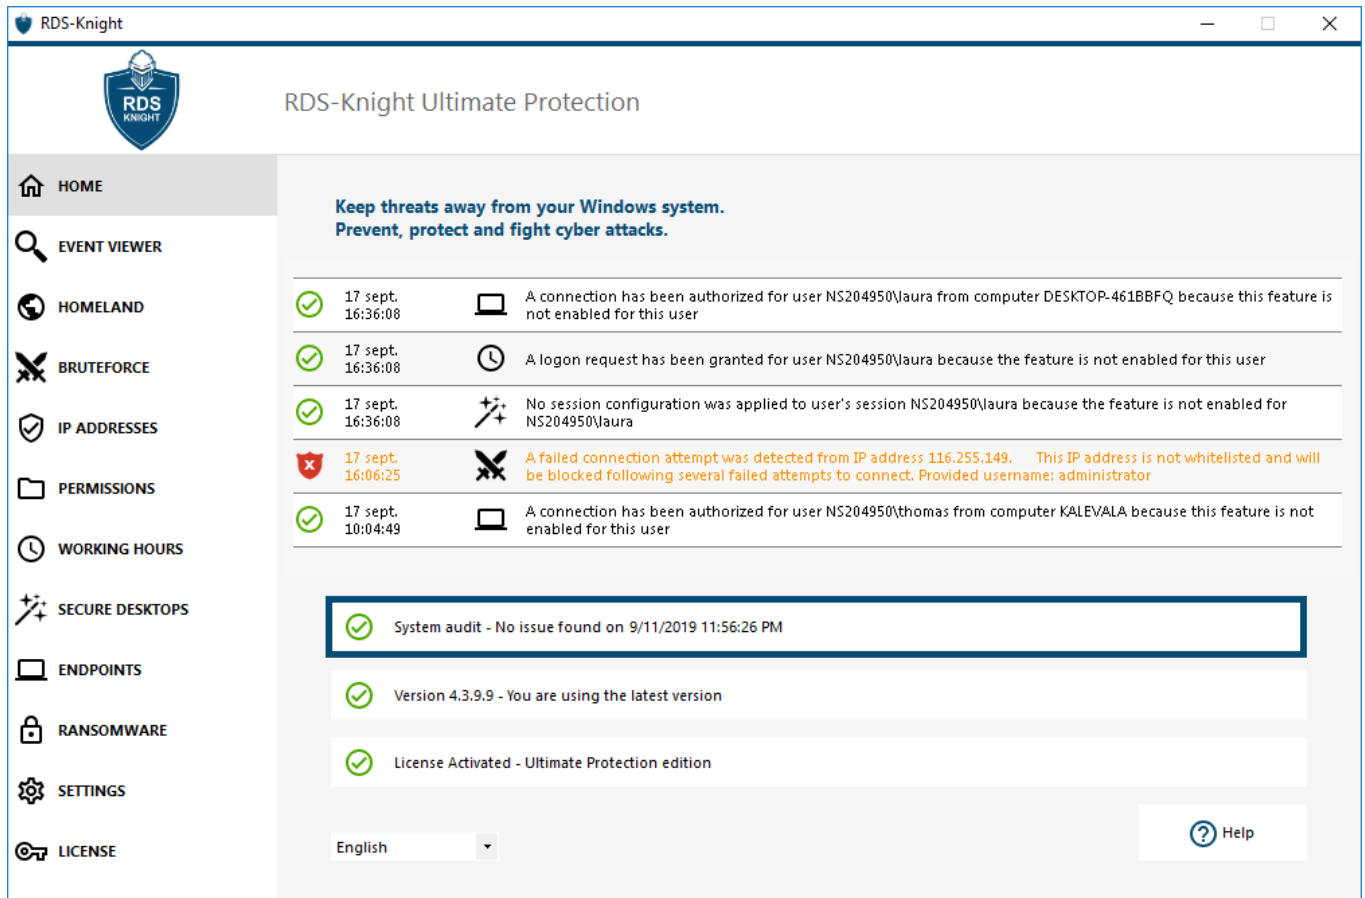 RDS-Knight
RDS
KNIGHT
RDS-Knight Ultimate Protection
HOME
EVENT VIEWER
HOMELAND
BRUTEFORCE
IP ADDRESSES
PERMISSIONS
WORKING HOURS
SECURE DESKTOPS
ENDPOINTS
RANSOMWARE
SETTINGS
LICENSE
Keep threats away from your Windows system.
Prevent, protect and fight cyber attacks.
17 sept.
16:36:08
A connection has been authorized for user NS204950\laura from computer DESKTOP-461BBFQ because this feature is
not enabled for this user
17 sept.
16:36:08
A logon request has been granted for user NS204950\laura because the feature is not enabled for this user
17 sept.
16:36:08
No session configuration was applied to user's session NS204950\laura because the feature is not enabled for
NS204950\laura
17 sept.
16:06:25
A failed connection attempt was detected from IP address 116.255.149. This IP address is not whitelisted and will
be blocked following several failed attempts to connect. Provided username: administrator
17 sept.
10:04:49
A connection has been authorized for user NS204950\thomas from computer KALEVALA because this feature is not
enabled for this user
System audit - No issue found on 9/11/2019 11:56:26 PM
Version 4.3.9.9 - You are using the latest version
License Activated - Ultimate Protection edition
English
Help